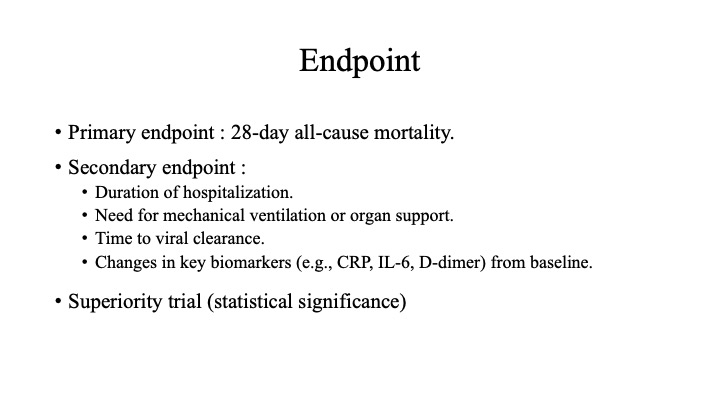 Endpoint
• Primary endpoint : 28-day all-cause mortality.
• Secondary endpoint :
• Duration of hospitalization.
• Need for mechanical ventilation or organ support.
• Time to viral clearance.
• Changes in key biomarkers (e.g., CRP, IL-6, D-dimer) from baseline.
• Superiority trial (statistical significance)